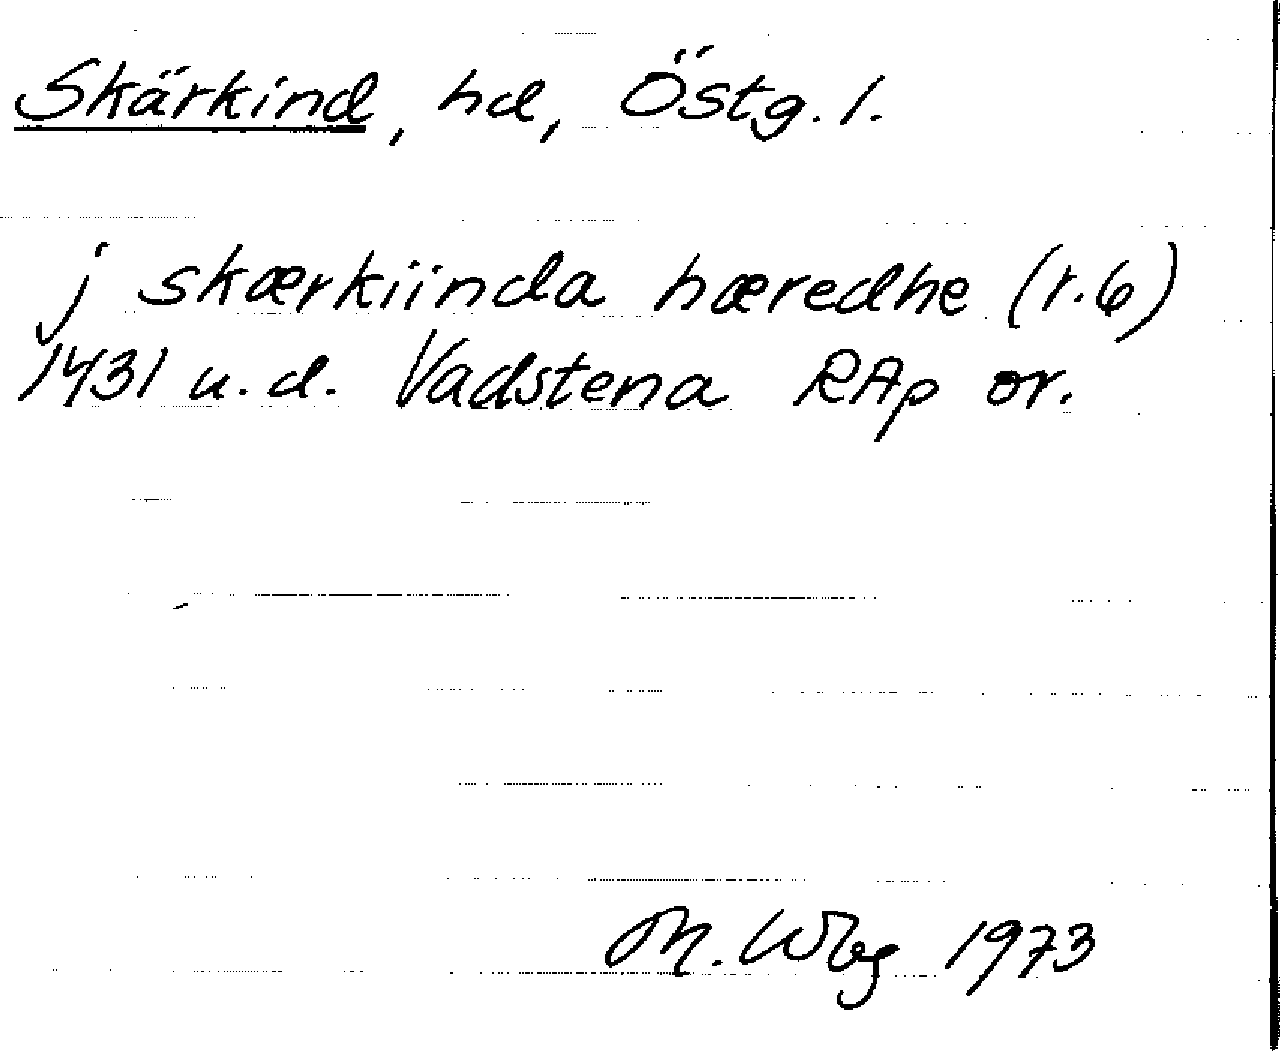 Skärkind, hd, Östg. l.
j skærkiinda hæredhe (r. 6)
1431 u. d. Vadstena RAp or.
M. Wbg 1973